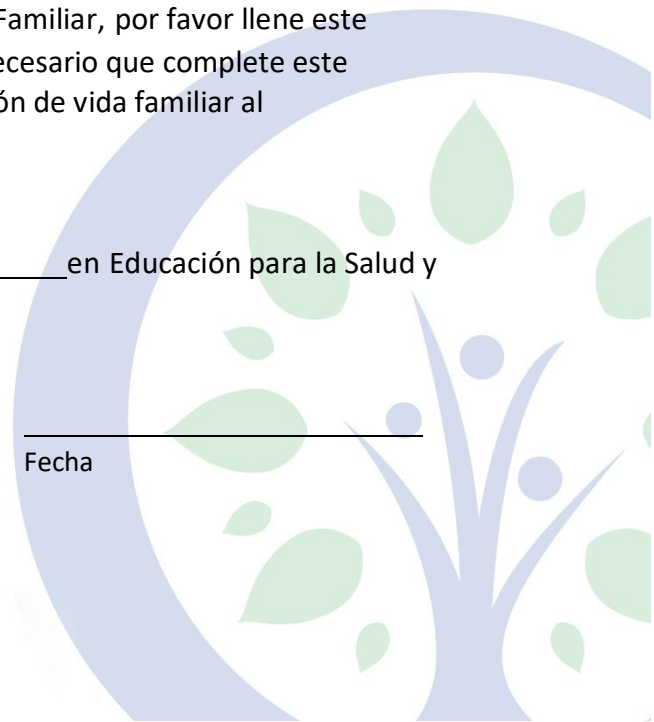 Familiar, por favor llene este
ecesario que complete este
ón de vida familiar al
en Educación para la Salud y
Fecha